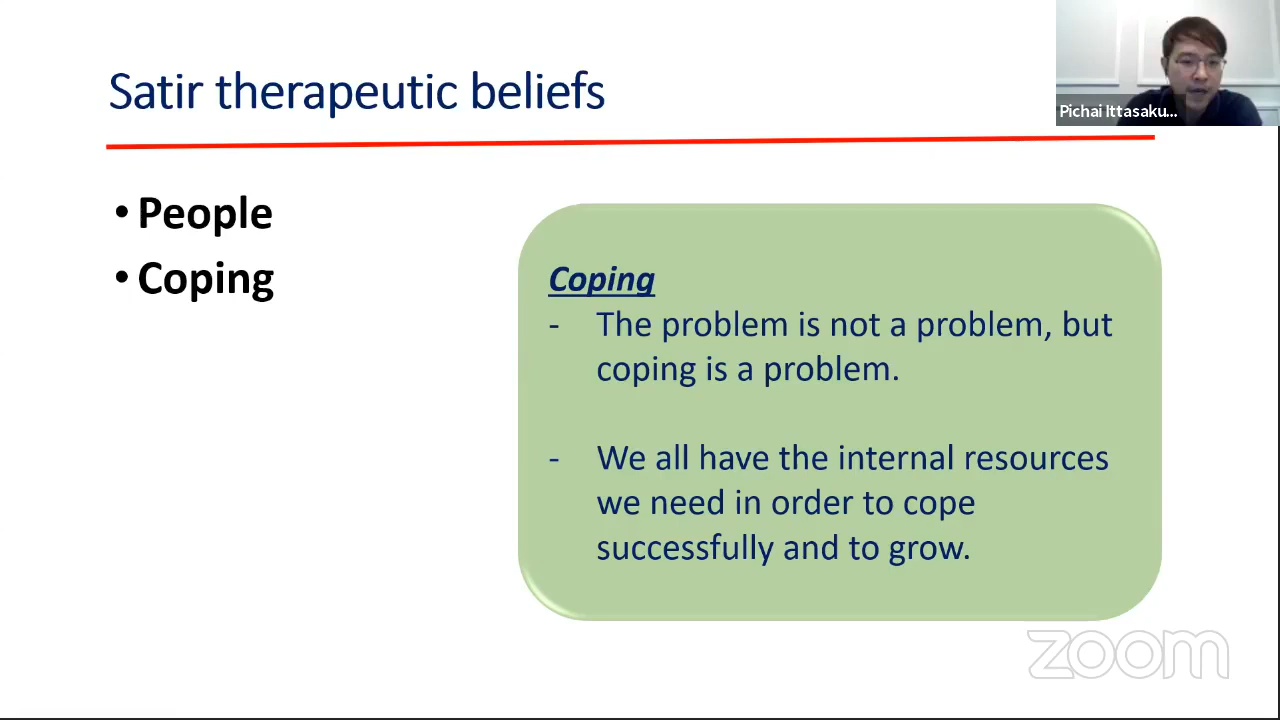 Satir therapeutic beliefs
Pichai Ittasaku...
• People
• Coping
Coping
- The problem is not a problem, but
coping is a problem.
- We all have the internal resources
we need in order to cope
successfully and to grow.
zoom